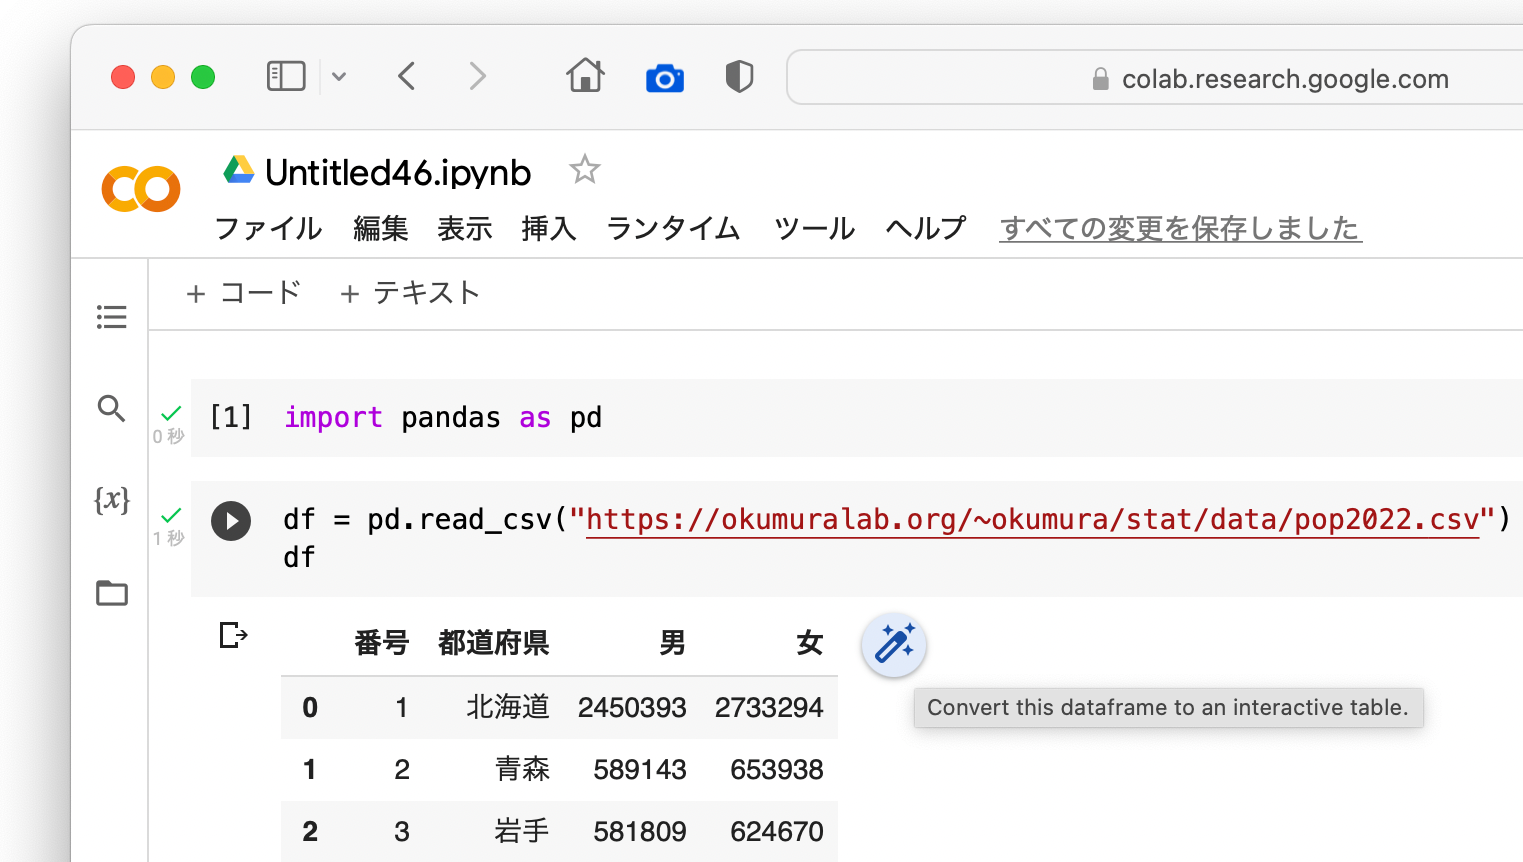 colab.research.google.com
Untitled46.ipynb
ファイル 編集 表示 挿入 ランタイム ツール ヘルプ すべての変更を保存しました
+ コード + テキスト
[1] import pandas as pd
0 秒
{x}
df = pd.read_csv("https://okumuralab.org/~okumura/stat/data/pop2022.csv")
1 秒
df
番号 都道府県 男 女
Convert this dataframe to an interactive table.
0 1 北海道 2450393 2733294
1 2 青森 589143 653938
2 3 岩手 581809 624670